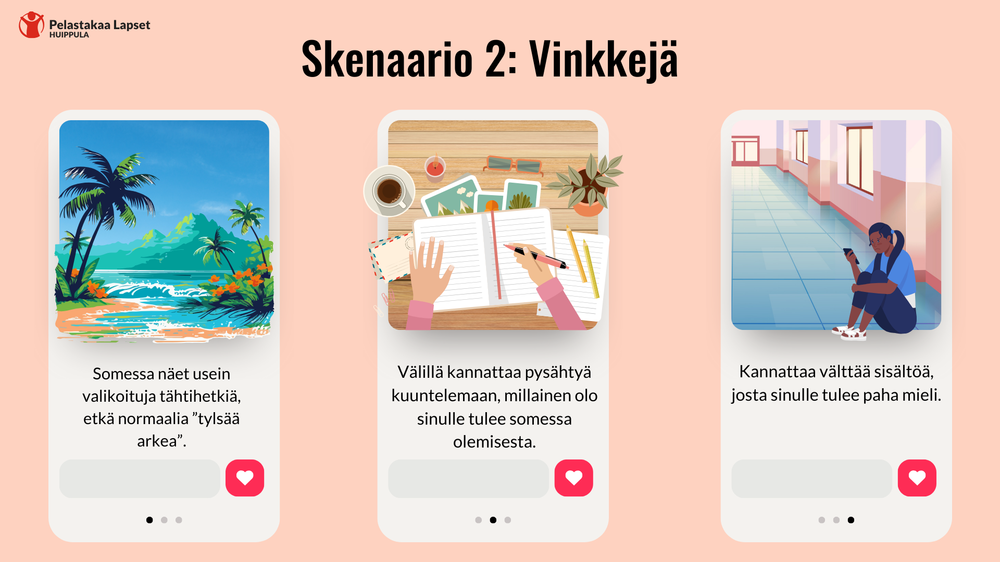 Pelastakaa Lapset
HUIPPULA
Skenaario 2: Vinkkejä
Somessa näet usein
valikoituja tähtihetkiä,
etkä normaalia ”tylsää
arkea”.
Välillä kannattaa pysähtyä
kuuntelemaan, millainen olo
sinulle tulee somessa
olemisesta.
Kannattaa välttää sisältöä,
josta sinulle tulee paha mieli.